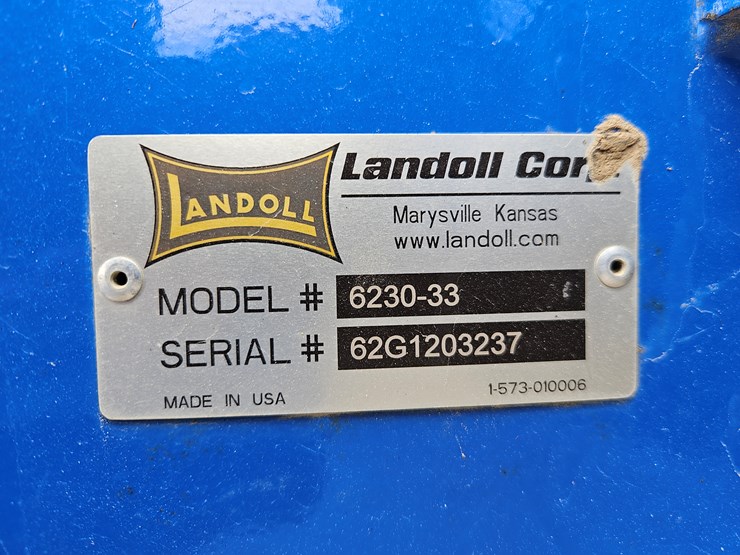 LANDOLL
Landoll Corp.
Marysville Kansas
www.landoll.com
MODEL # 6230-33
SERIAL # 62G1203237
MADE IN USA
1-573-010006